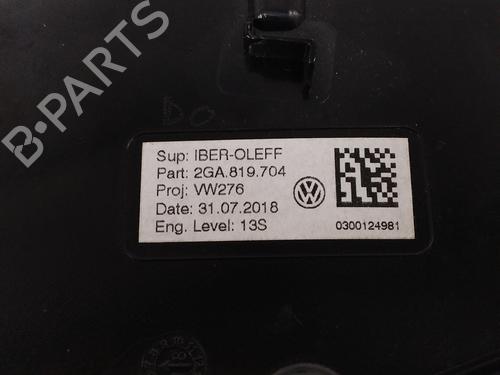 B-PARTS
Sup: IBER-OLEFF
Part: 2GA.819.704
Proj: VW276
Date: 31.07.2018
Eng. Level: 13S
0300124981